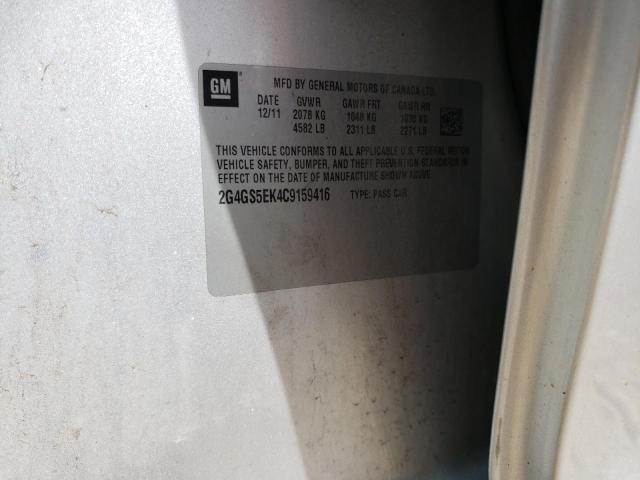 GM
MFD BY GENERAL MOTORS OF CANADA LTD.
DATE GVWR GAWR FRT GAWR RR
12/11 2078 KG 1048 KG 1030 KG
4582 LB 2311 LB 2271 LB
THIS VEHICLE CONFORMS TO ALL APPLICABLE U.S. FEDERAL MOTOR
VEHICLE SAFETY, BUMPER, AND THEFT PREVENTION STANDARDS IN
EFFECT ON THE DATE OF MANUFACTURE SHOWN ABOVE.
2G4GS5EK4C9159416 TYPE: PASS CAR